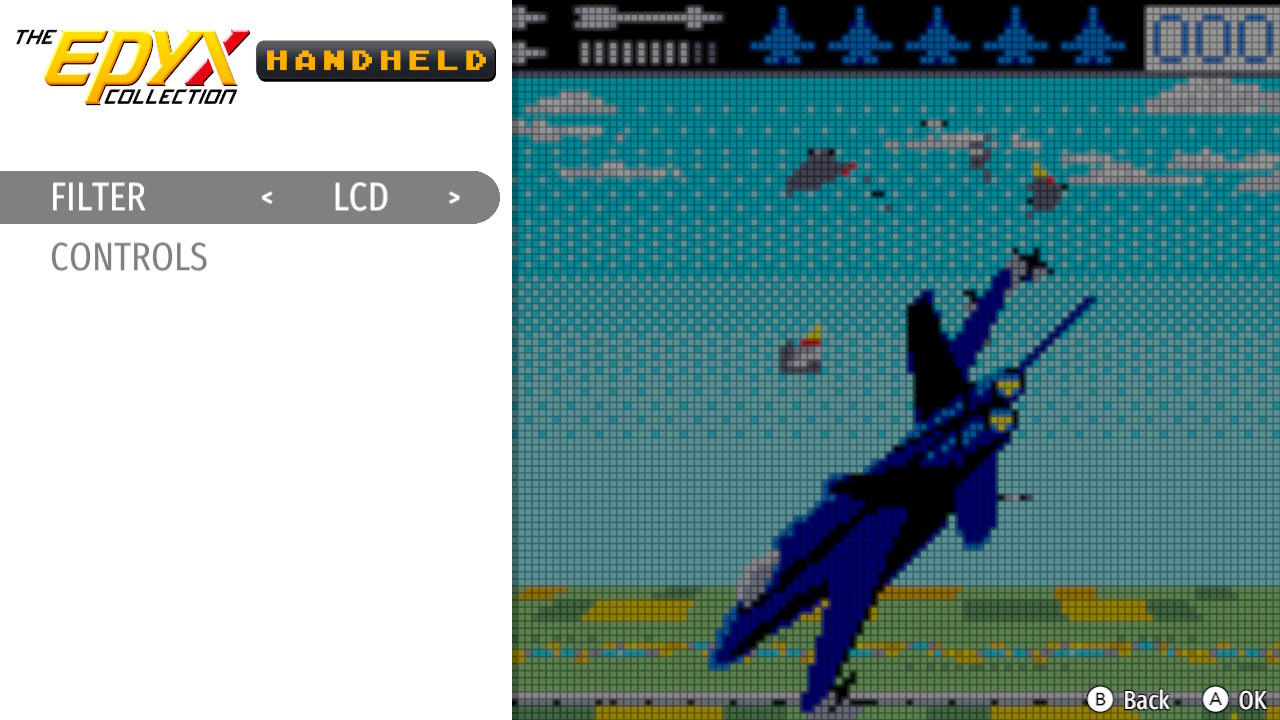 THE EPYX COLLECTION HANDHELD
FILTER < LCD >
CONTROLS
000
B Back A OK